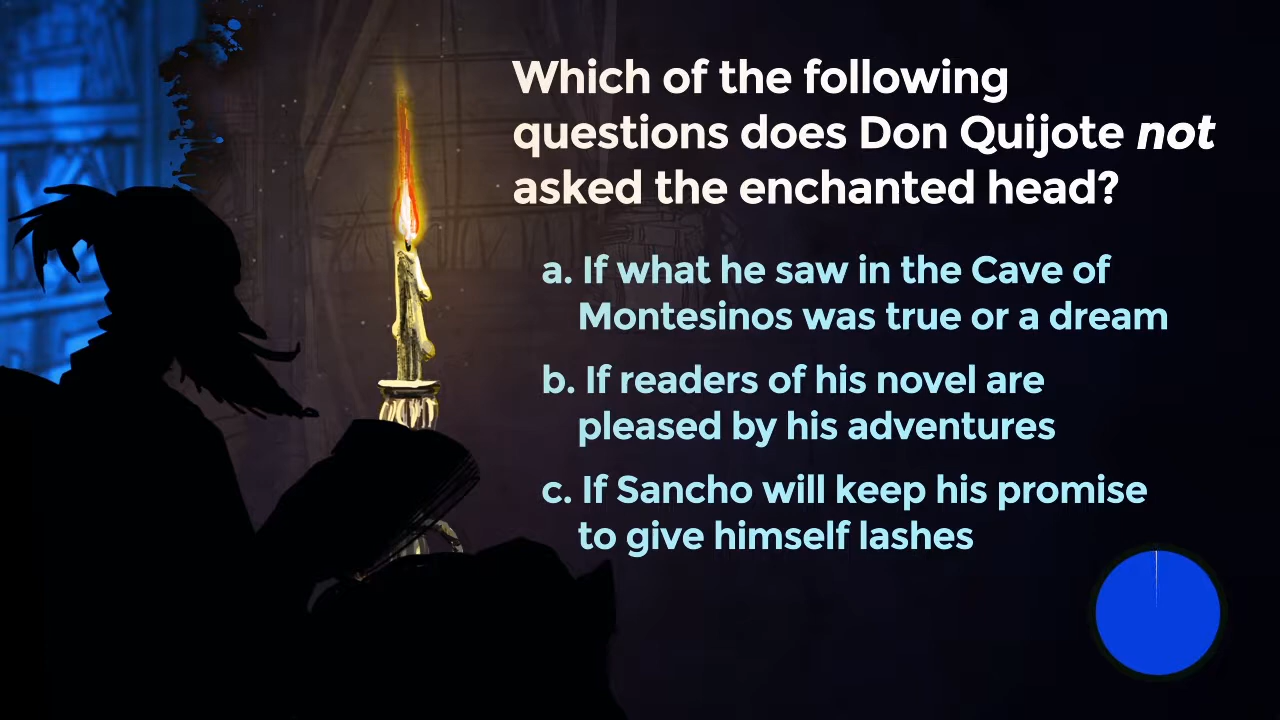 Which of the following
questions does Don Quijote not
asked the enchanted head?
a. If what he saw in the Cave of
Montesinos was true or a dream
b. If readers of his novel are
pleased by his adventures
c. If Sancho will keep his promise
to give himself lashes